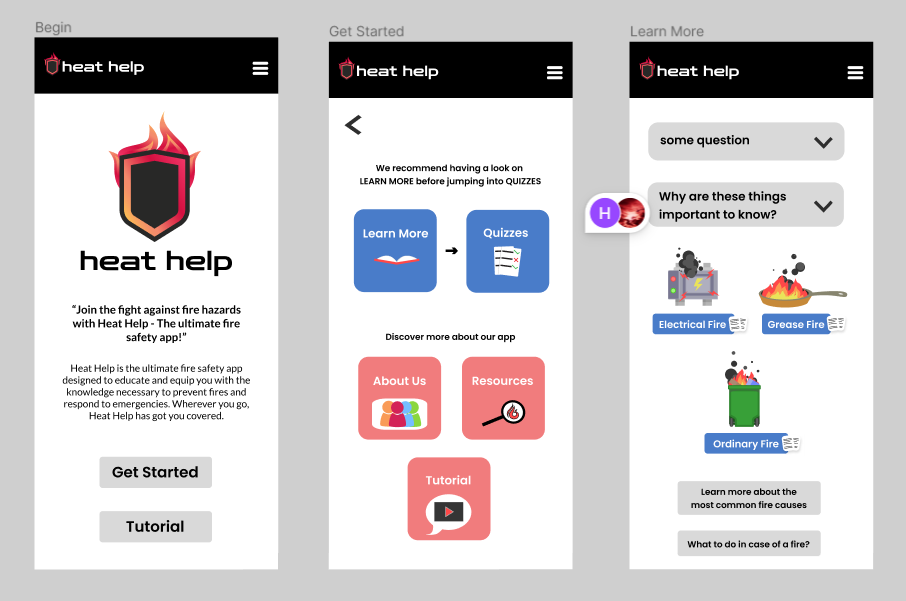 Begin
heat help
heat help
“Join the fight against fire hazards
with Heat Help - The ultimate fire
safety app!”
Heat Help is the ultimate fire safety app
designed to educate and equip you with the
knowledge necessary to prevent fires and
respond to emergencies. Wherever you go,
Heat Help has got you covered.
Get Started
Tutorial
Get Started
heat help
We recommend having a look on
LEARN MORE before jumping into QUIZZES
Learn More
Quizzes
Discover more about our app
About Us
Resources
Tutorial
Learn More
heat help
some question
H
Why are these things
important to know?
Electrical Fire
Grease Fire
Ordinary Fire
Learn more about the
most common fire causes
What to do in case of a fire?